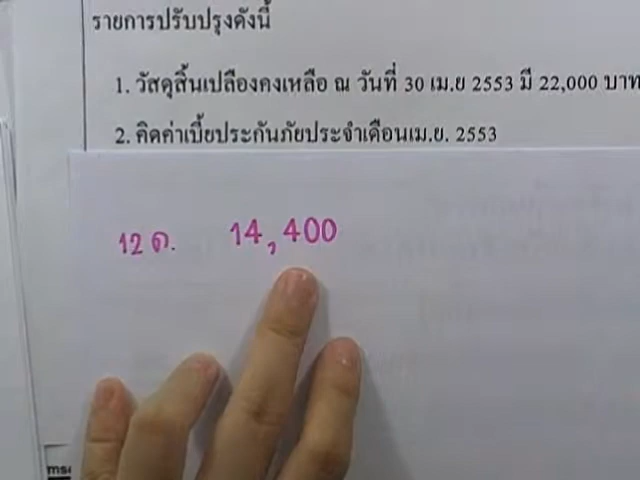 รายการปรับปรุงดังนี้
1. วัสดุสิ้นเปลืองคงเหลือ ณ วันที่ 30 เม.ย 2553 มี 22,000 บาท
2. คิดค่าเบี้ยประกันภัยประจำเดือนเม.ย. 2553
12 ด. 14,400